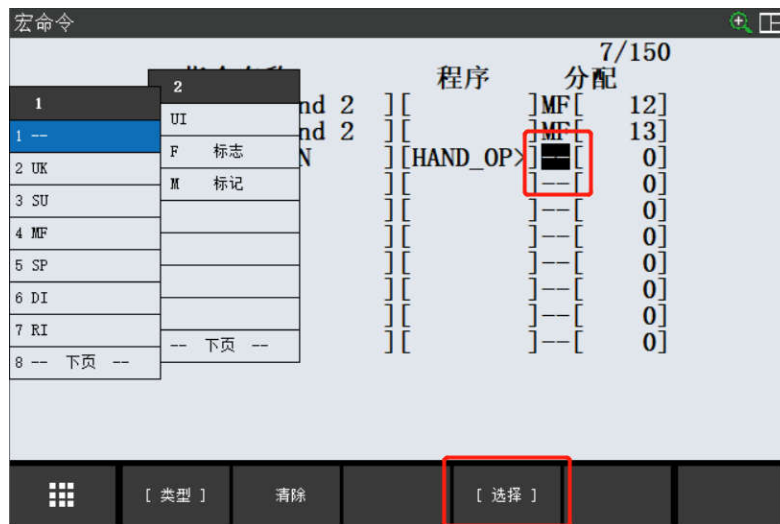 宏命令
7/150
程序 分配
nd 2 ][ ]MF[ 12]
nd 2 ][ ]MF[ 13]
N ][HAND_OP>]--[ 0]
][ ]--[ 0]
][ ]--[ 0]
][ ]--[ 0]
][ ]--[ 0]
][ ]--[ 0]
][ ]--[ 0]
][ ]--[ 0]
1
1 --
2 UK
3 SU
4 MF
5 SP
6 DI
7 RI
8 -- 下页 --
2
UI
F 标志
M 标记
-- 下页 --
[ 类型 ] 清除 [ 选择 ]